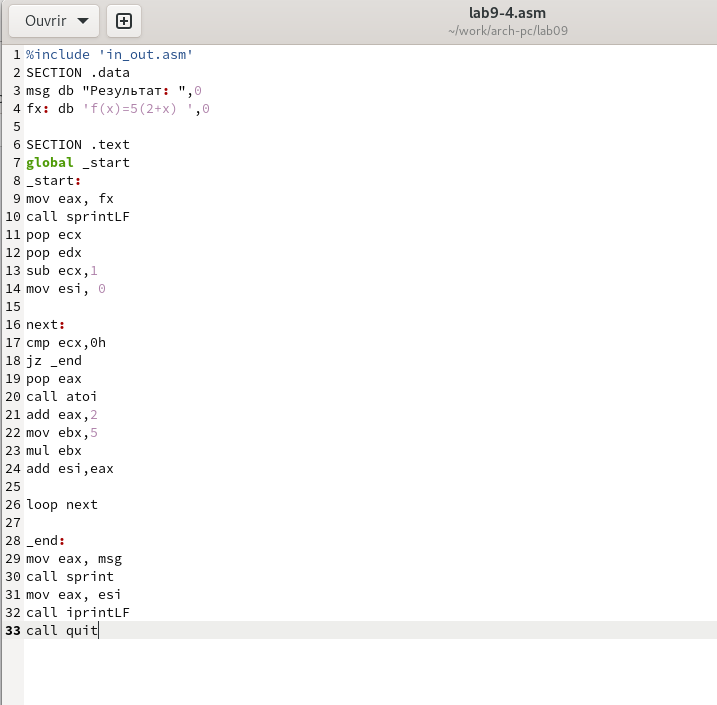 Ouvrir
lab9-4.asm
~/work/arch-pc/lab09
1 %include 'in_out.asm'
2 SECTION .data
3 msg db "Результат: ",0
4 fx: db 'f(x)=5(2+x) ',0
5
6 SECTION .text
7 global _start
8 _start:
9 mov eax, fx
10 call sprintLF
11 pop ecx
12 pop edx
13 sub ecx,1
14 mov esi, 0
15
16 next:
17 cmp ecx,0h
18 jz _end
19 pop eax
20 call atoi
21 add eax,2
22 mov ebx,5
23 mul ebx
24 add esi,eax
25
26 loop next
27
28 _end:
29 mov eax, msg
30 call sprint
31 mov eax, esi
32 call iprintLF
33 call quit